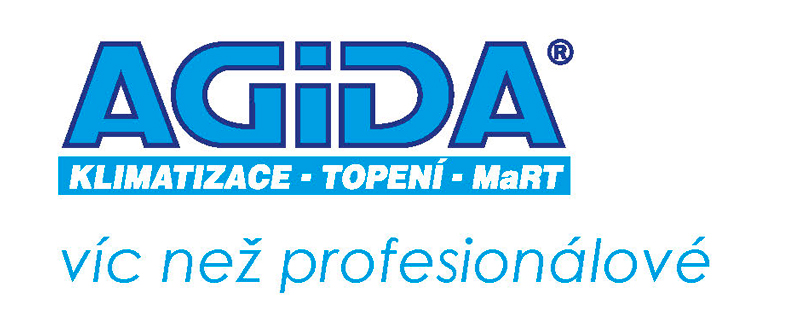 AGiDA®
KLIMATIZACE - TOPENÍ - MaRT
víc než profesionálové